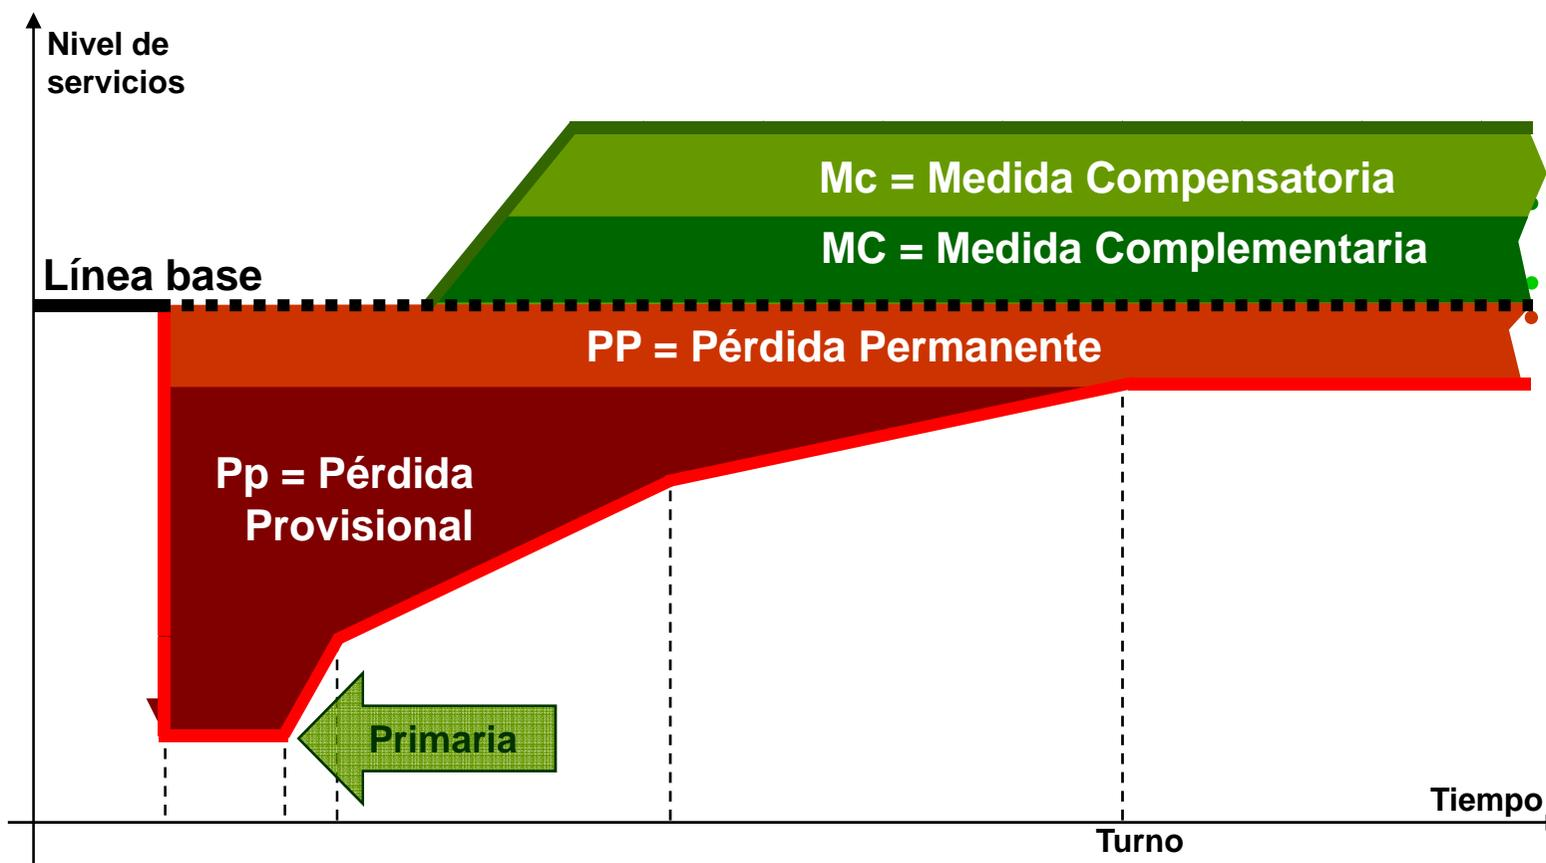 Nivel de
servicios
Mc = Medida Compensatoria
MC = Medida Complementaria
Línea base
PP = Pérdida Permanente
Pp = Pérdida
Provisional
Primaria
Tiempo
Turno